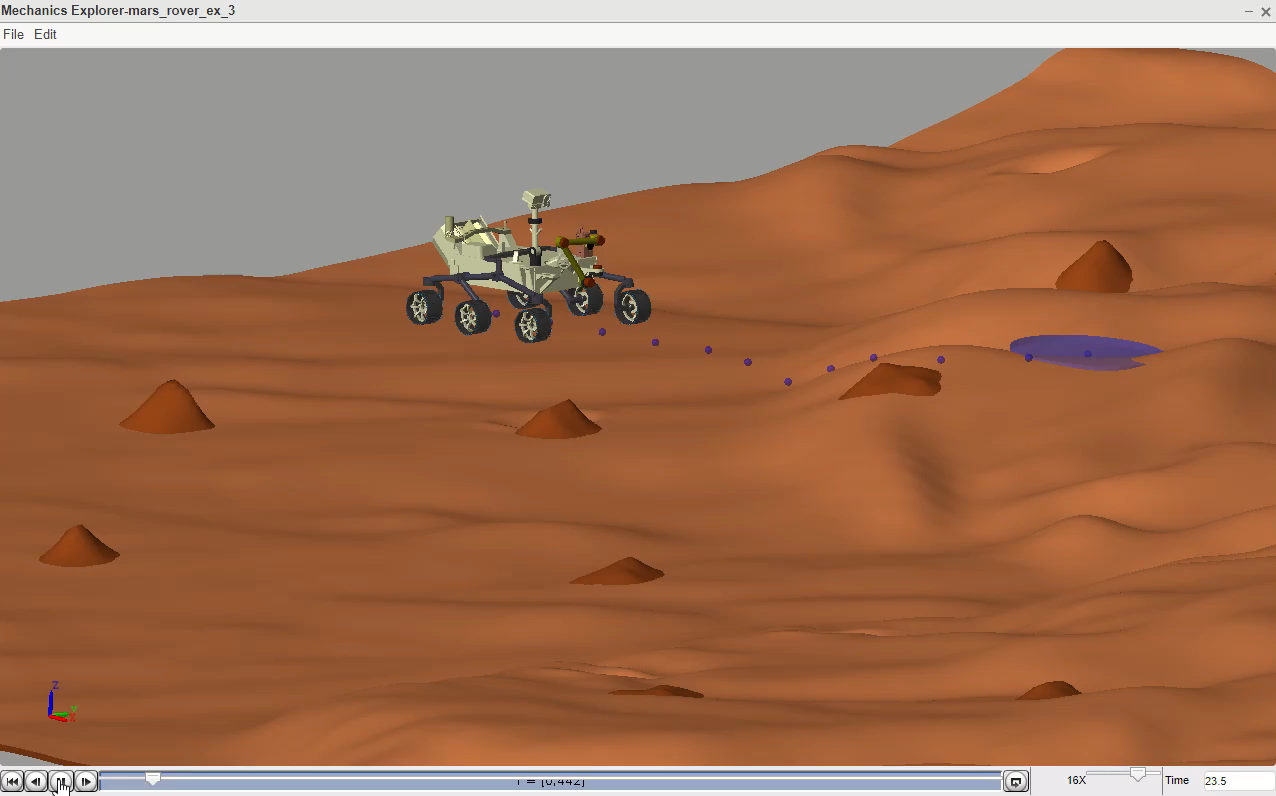 Mechanics Explorer-mars_rover_ex_3
File Edit
Z
Y
X
T = [0,442]
16X
Time
23.5